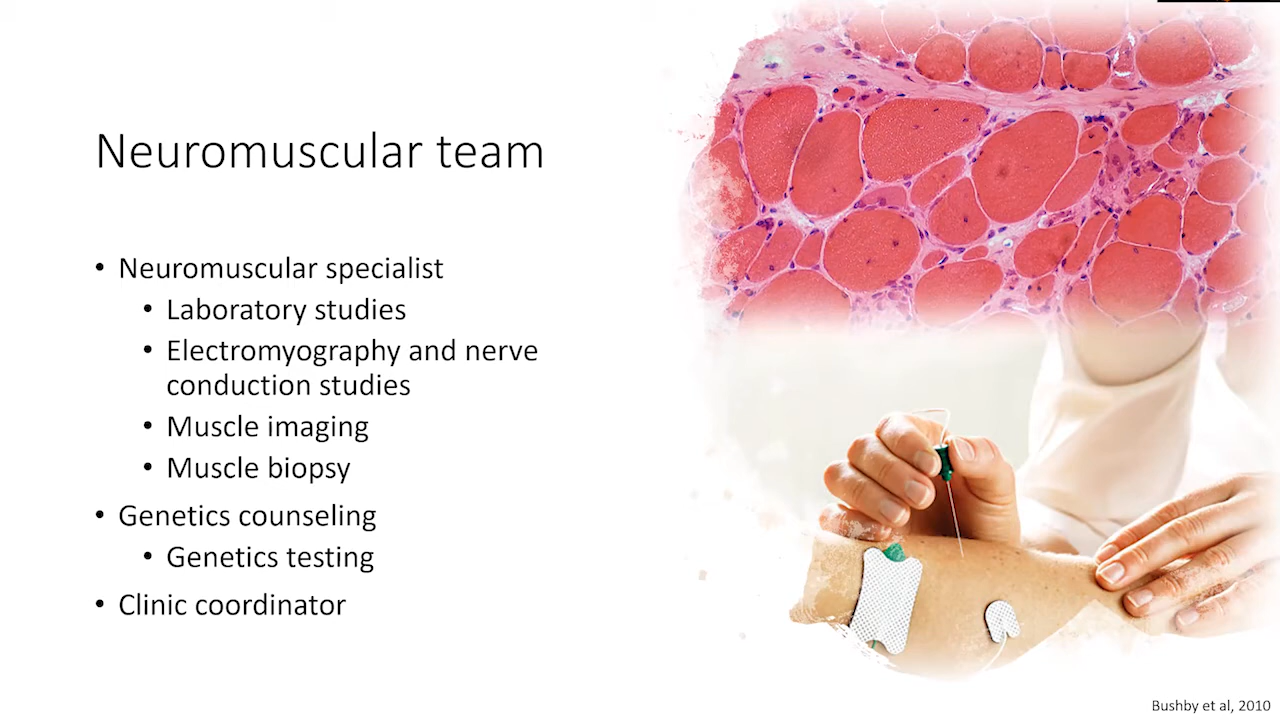 Neuromuscular team
• Neuromuscular specialist
• Laboratory studies
• Electromyography and nerve
conduction studies
• Muscle imaging
• Muscle biopsy
• Genetics counseling
• Genetics testing
• Clinic coordinator
Bushby et al, 2010